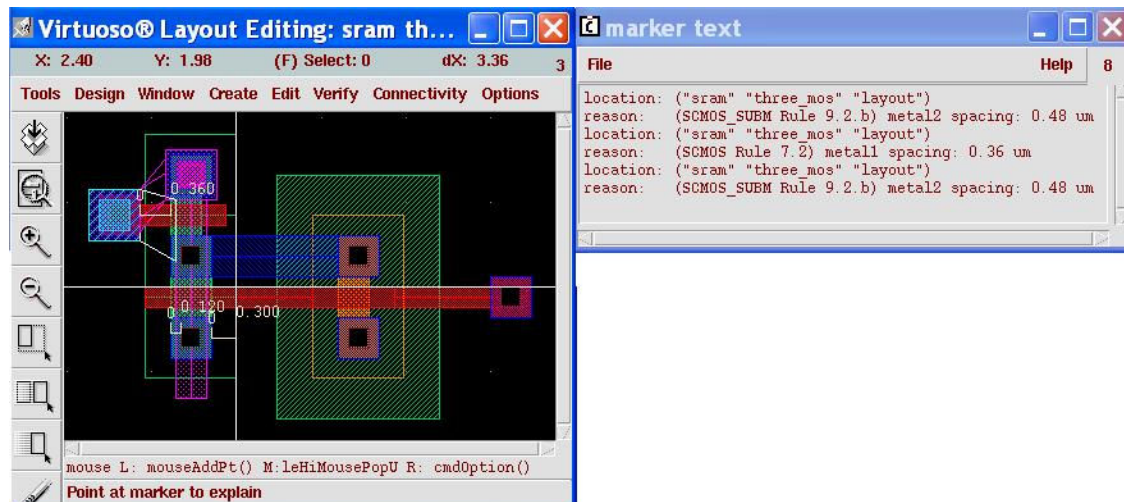 Virtuoso® Layout Editing: sram th...
X: 2.40 Y: 1.98 (F) Select: 0 dX: 3.36 3
Tools Design Window Create Edit Verify Connectivity Options
0.360
0
0.120
0.300
0
0
mouse L: mouseAddPt() M:leHiMousePopU R: cmdOption()
Point at marker to explain
marker text
File Help 8
location: ("sram" "three_mos" "layout")
reason: (SCMOS_SUBM Rule 9.2.b) metal2 spacing: 0.48 um
location: ("sram" "three_mos" "layout")
reason: (SCMOS Rule 7.2) metal1 spacing: 0.36 um
location: ("sram" "three_mos" "layout")
reason: (SCMOS_SUBM Rule 9.2.b) metal2 spacing: 0.48 um